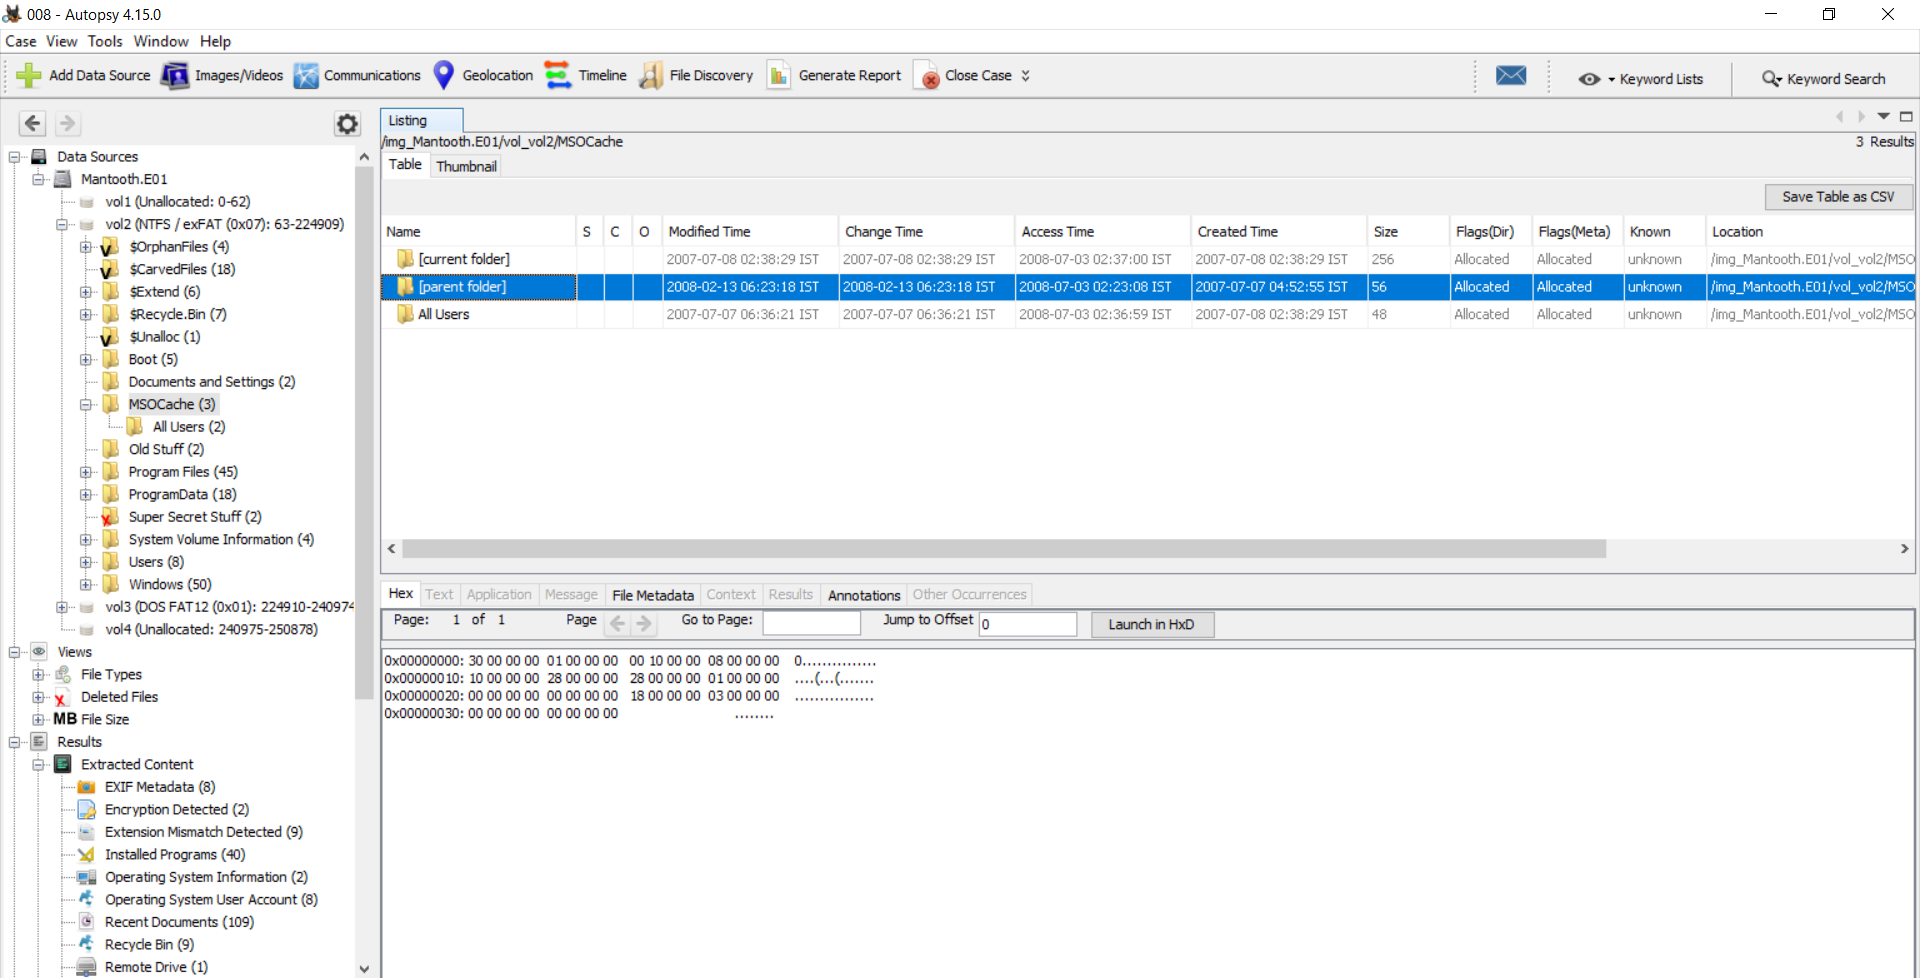 008 - Autopsy 4.15.0
Case View Tools Window Help
Add Data Source Images/Videos Communications Geolocation Timeline File Discovery Generate Report Close Case Keyword Lists Keyword Search
Data Sources
Mantooth.E01
vol1 (Unallocated: 0-62)
vol2 (NTFS / exFAT (0x07): 63-224909)
$OrphanFiles (4)
$CarvedFiles (18)
$Extend (6)
$Recycle.Bin (7)
$Unalloc (1)
Boot (5)
Documents and Settings (2)
MSOCache (3)
All Users (2)
Old Stuff (2)
Program Files (45)
ProgramData (18)
Super Secret Stuff (2)
System Volume Information (4)
Users (8)
Windows (50)
vol3 (DOS FAT12 (0x01): 224910-240974
vol4 (Unallocated: 240975-250878)
Views
File Types
Deleted Files
MB File Size
Results
Extracted Content
EXIF Metadata (8)
Encryption Detected (2)
Extension Mismatch Detected (9)
Installed Programs (40)
Operating System Information (2)
Operating System User Account (8)
Recent Documents (109)
Recycle Bin (9)
Remote Drive (1)
Listing
/img_Mantooth.E01/vol_vol2/MSOCache 3 Results
Table Thumbnail
Save Table as CSV
Name S C O Modified Time Change Time Access Time Created Time Size Flags(Dir) Flags(Meta) Known Location
[current folder] 2007-07-08 02:38:29 IST 2007-07-08 02:38:29 IST 2008-07-03 02:37:00 IST 2007-07-08 02:38:29 IST 256 Allocated Allocated unknown /img_Mantooth.E01/vol_vol2/MSO
[parent folder] 2008-02-13 06:23:18 IST 2008-02-13 06:23:18 IST 2008-07-03 02:23:08 IST 2007-07-07 04:52:55 IST 56 Allocated Allocated unknown /img_Mantooth.E01/vol_vol2/MSO
All Users 2007-07-07 06:36:21 IST 2007-07-07 06:36:21 IST 2008-07-03 02:36:59 IST 2007-07-08 02:38:29 IST 48 Allocated Allocated unknown /img_Mantooth.E01/vol_vol2/MSO
Hex Text Application Message File Metadata Context Results Annotations Other Occurrences
Page: 1 of 1 Page Go to Page: Jump to Offset 0 Launch in HxD
0x00000000: 30 00 00 00 01 00 00 00 00 10 00 00 08 00 00 00 0...............
0x00000010: 10 00 00 00 28 00 00 00 28 00 00 00 01 00 00 00 ....(...(.......
0x00000020: 00 00 00 00 00 00 00 00 18 00 00 00 03 00 00 00 ................
0x00000030: 00 00 00 00 00 00 00 00 ........